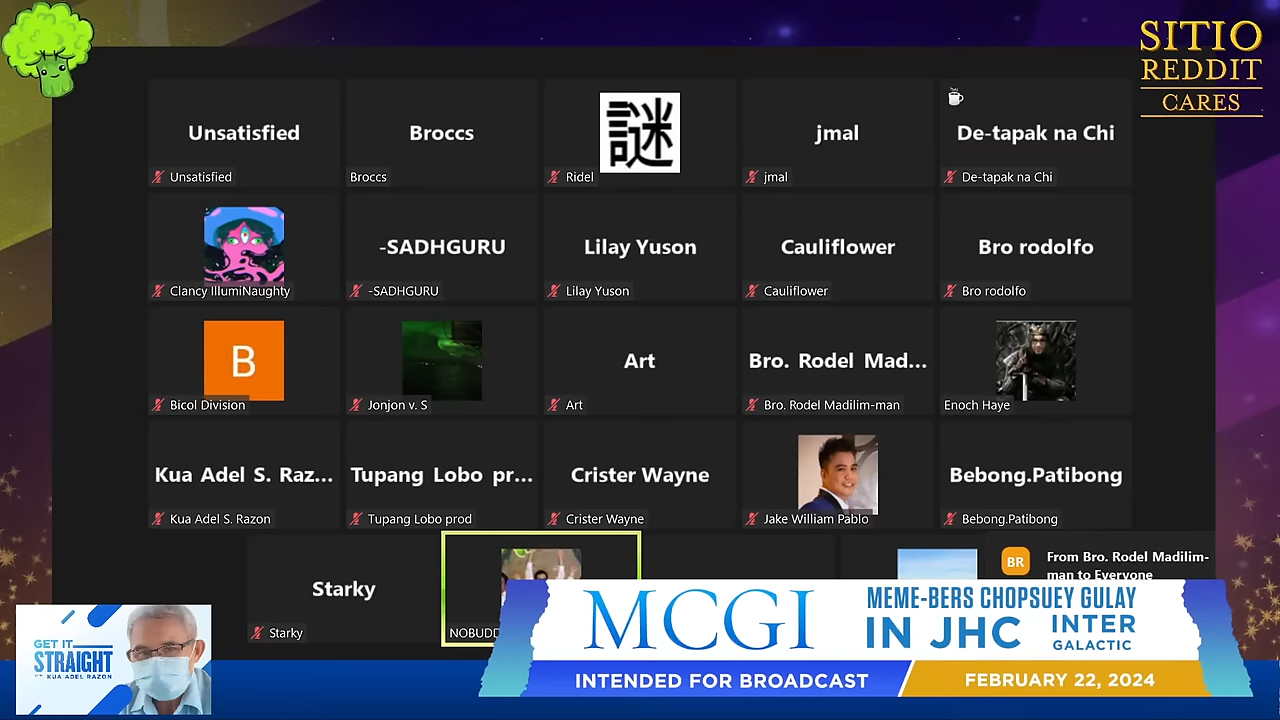 SITIO
REDDIT
CARES
Unsatisfied
Unsatisfied
Broccs
Broccs
謎
Ridel
jmal
jmal
De-tapak na Chi
De-tapak na Chi
Clancy IllumiNaughty
-SADHGURU
-SADHGURU
Lilay Yuson
Lilay Yuson
Cauliflower
Cauliflower
Bro rodolfo
Bro rodolfo
B
Bicol Division
Jonjon v. S
Art
Art
Bro. Rodel Mad...
Bro. Rodel Madilim-man
Enoch Haye
Kua Adel S. Raz...
Kua Adel S. Razon
Tupang Lobo pr...
Tupang Lobo prod
Crister Wayne
Crister Wayne
Jake William Pablo
Bebong.Patibong
Bebong.Patibong
Starky
Starky
NOBUDD
BR
From Bro. Rodel Madilim-
man to Everyone
GET IT
STRAIGHT
KUA ADEL RAZON
MCGI
MEME-BERS CHOPSUEY GULAY
IN JHC
INTER
GALACTIC
INTENDED FOR BROADCAST
FEBRUARY 22, 2024